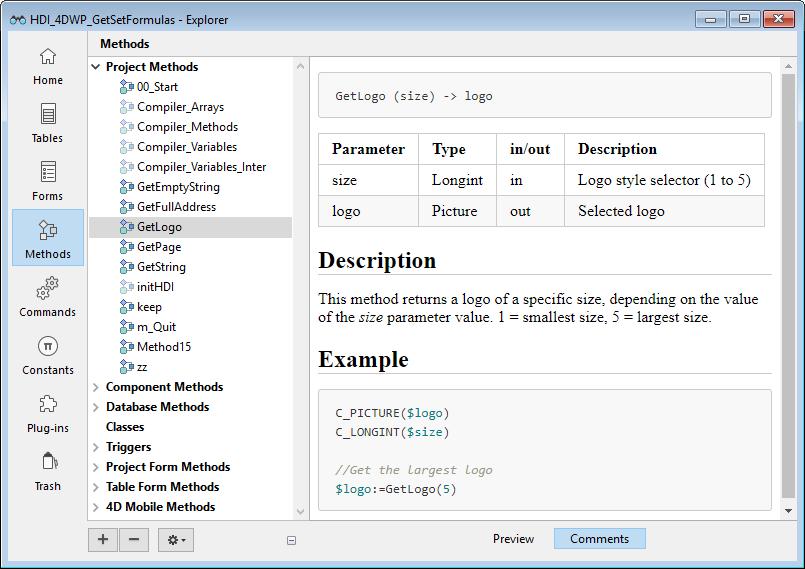 HDI_4DWP_GetSetFormulas - Explorer
Home
Tables
Forms
Methods
Commands
π
Constants
Plug-ins
Trash
Methods
Project Methods
00_Start
Compiler_Arrays
Compiler_Methods
Compiler_Variables
Compiler_Variables_Inter
GetEmptyString
GetFullAddress
GetLogo
GetPage
GetString
initHDI
keep
m_Quit
Method15
zz
Component Methods
Database Methods
Classes
Triggers
Project Form Methods
Table Form Methods
4D Mobile Methods
GetLogo (size) -> logo
Parameter Type in/out Description
size Longint in Logo style selector (1 to 5)
logo Picture out Selected logo
Description
This method returns a logo of a specific size, depending on the value
of the size parameter value. 1 = smallest size, 5 = largest size.
Example
C_PICTURE($logo)
C_LONGINT($size)
//Get the largest logo
$logo:=GetLogo(5)
Preview
Comments